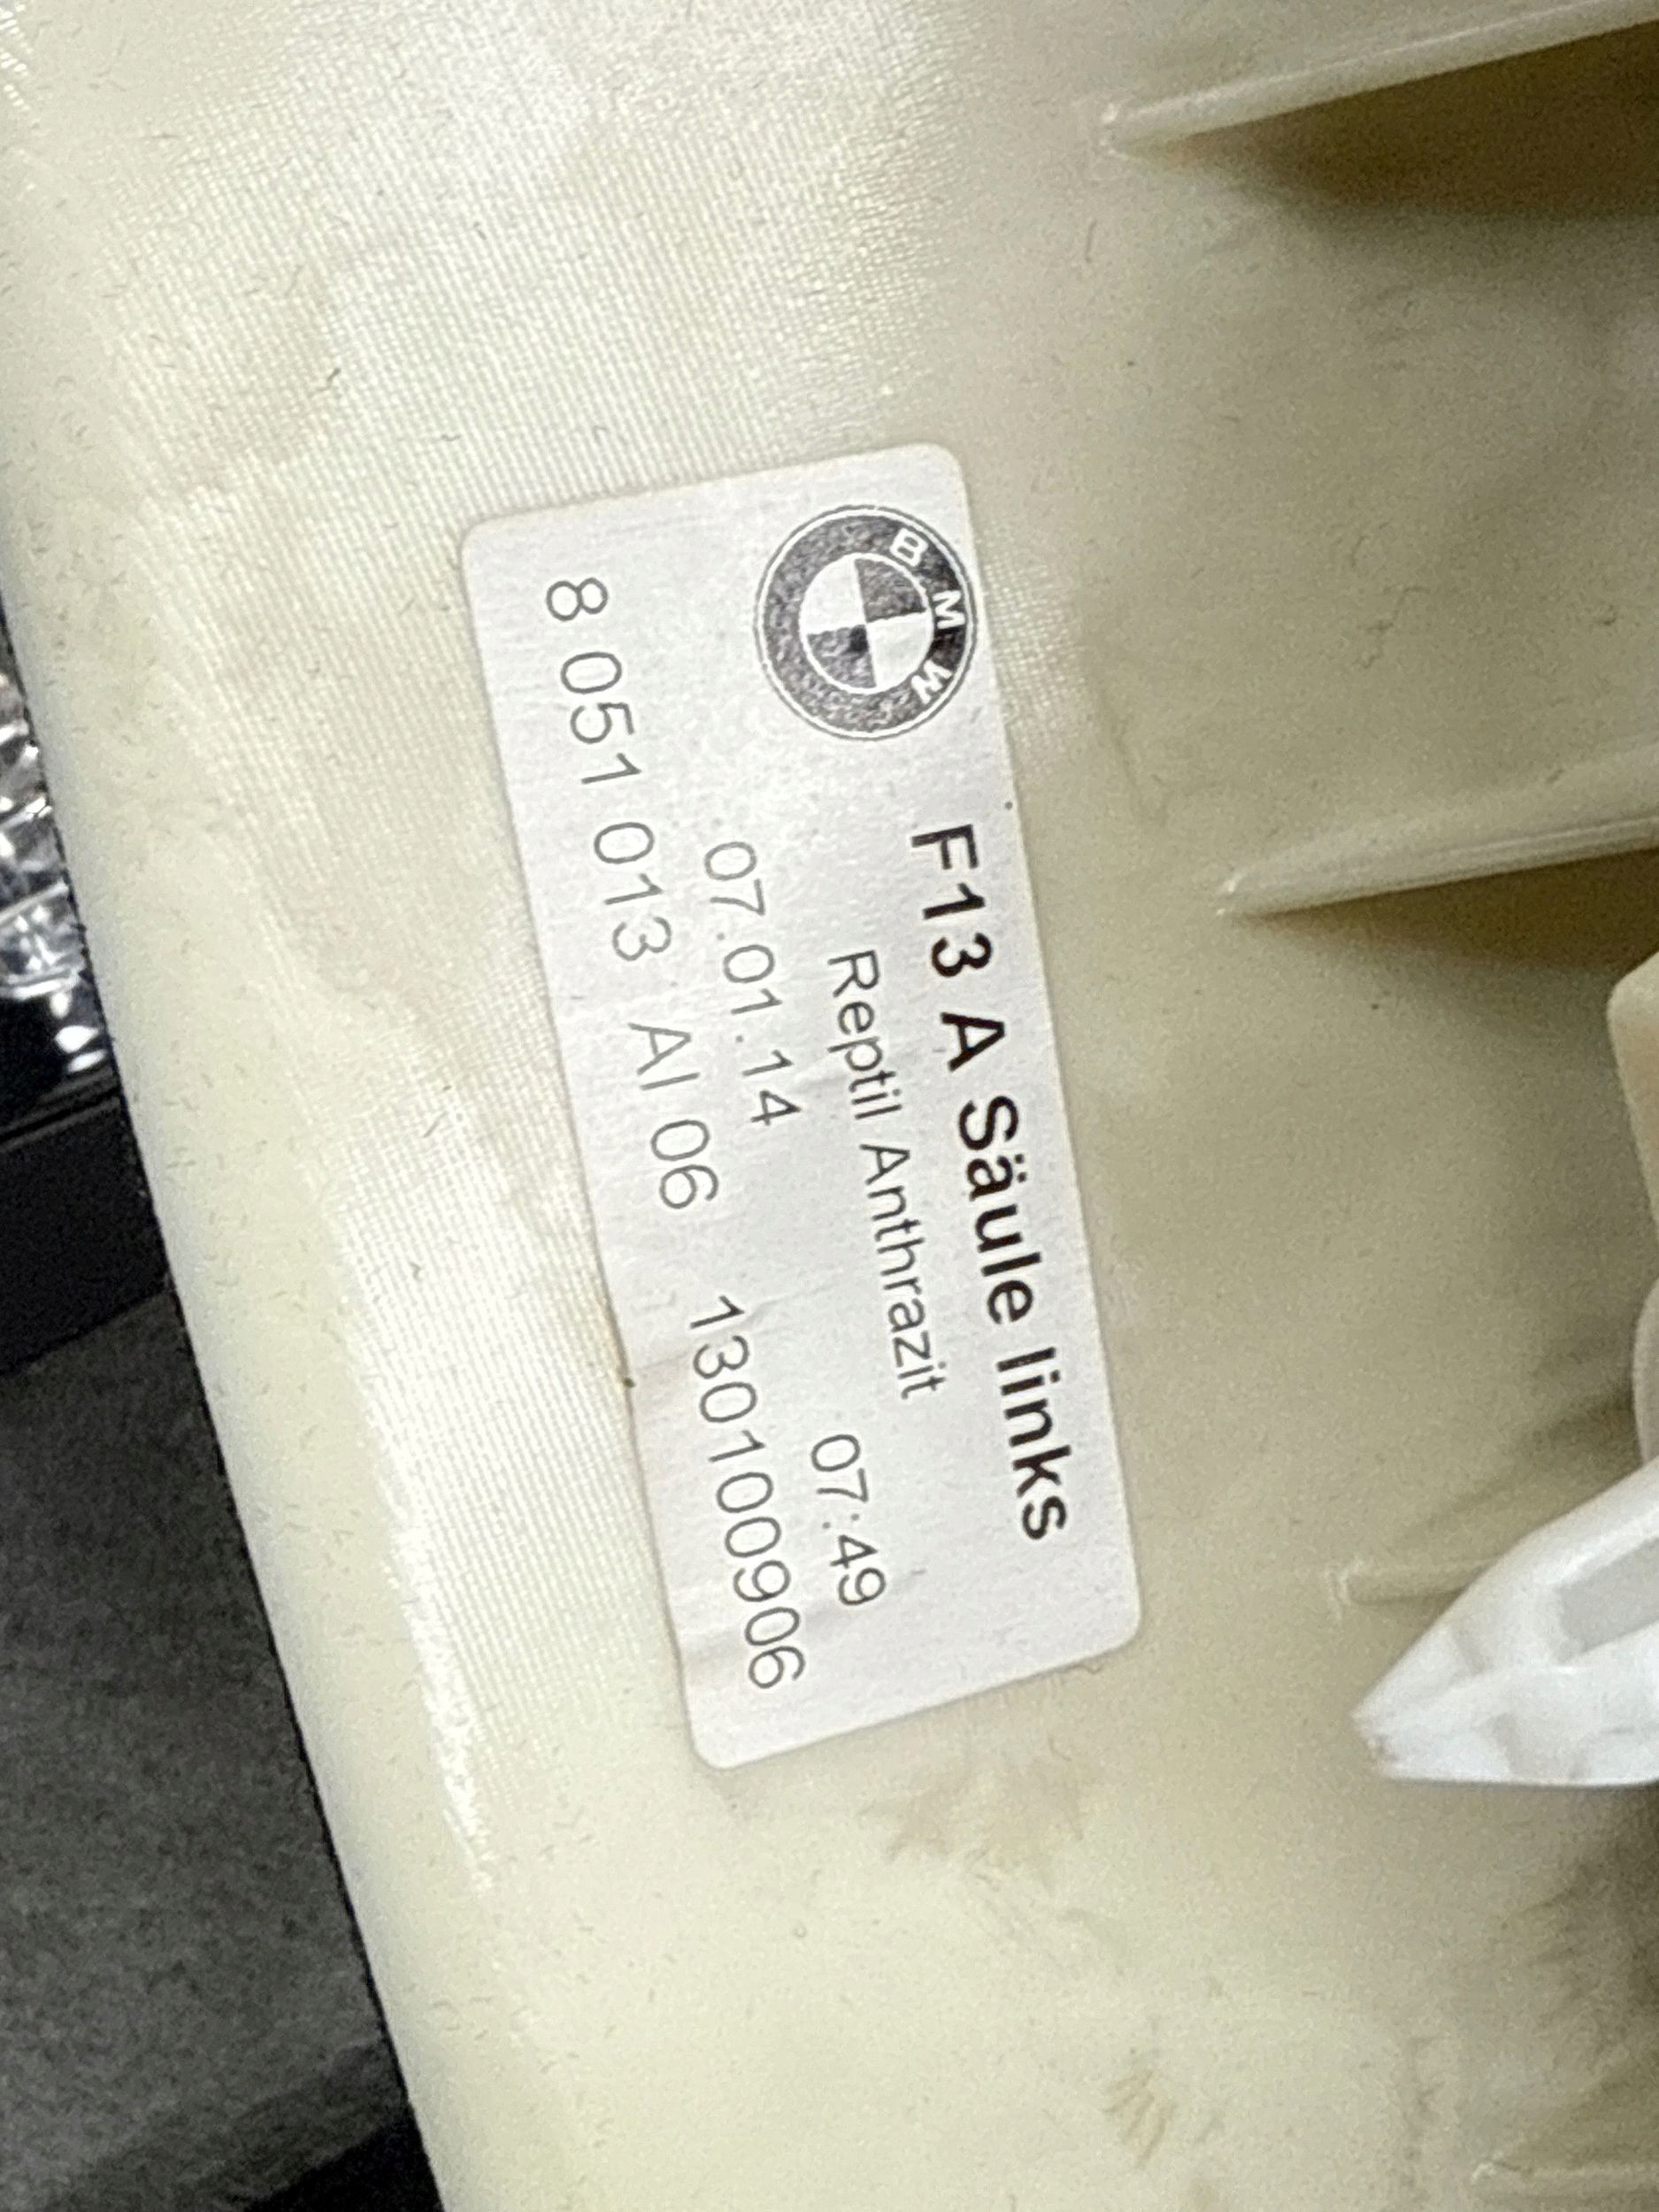 BMW
F13 A Säule links
Reptil Anthrazit
07.01.14 07:49
8 051 013 AI 06 130100906